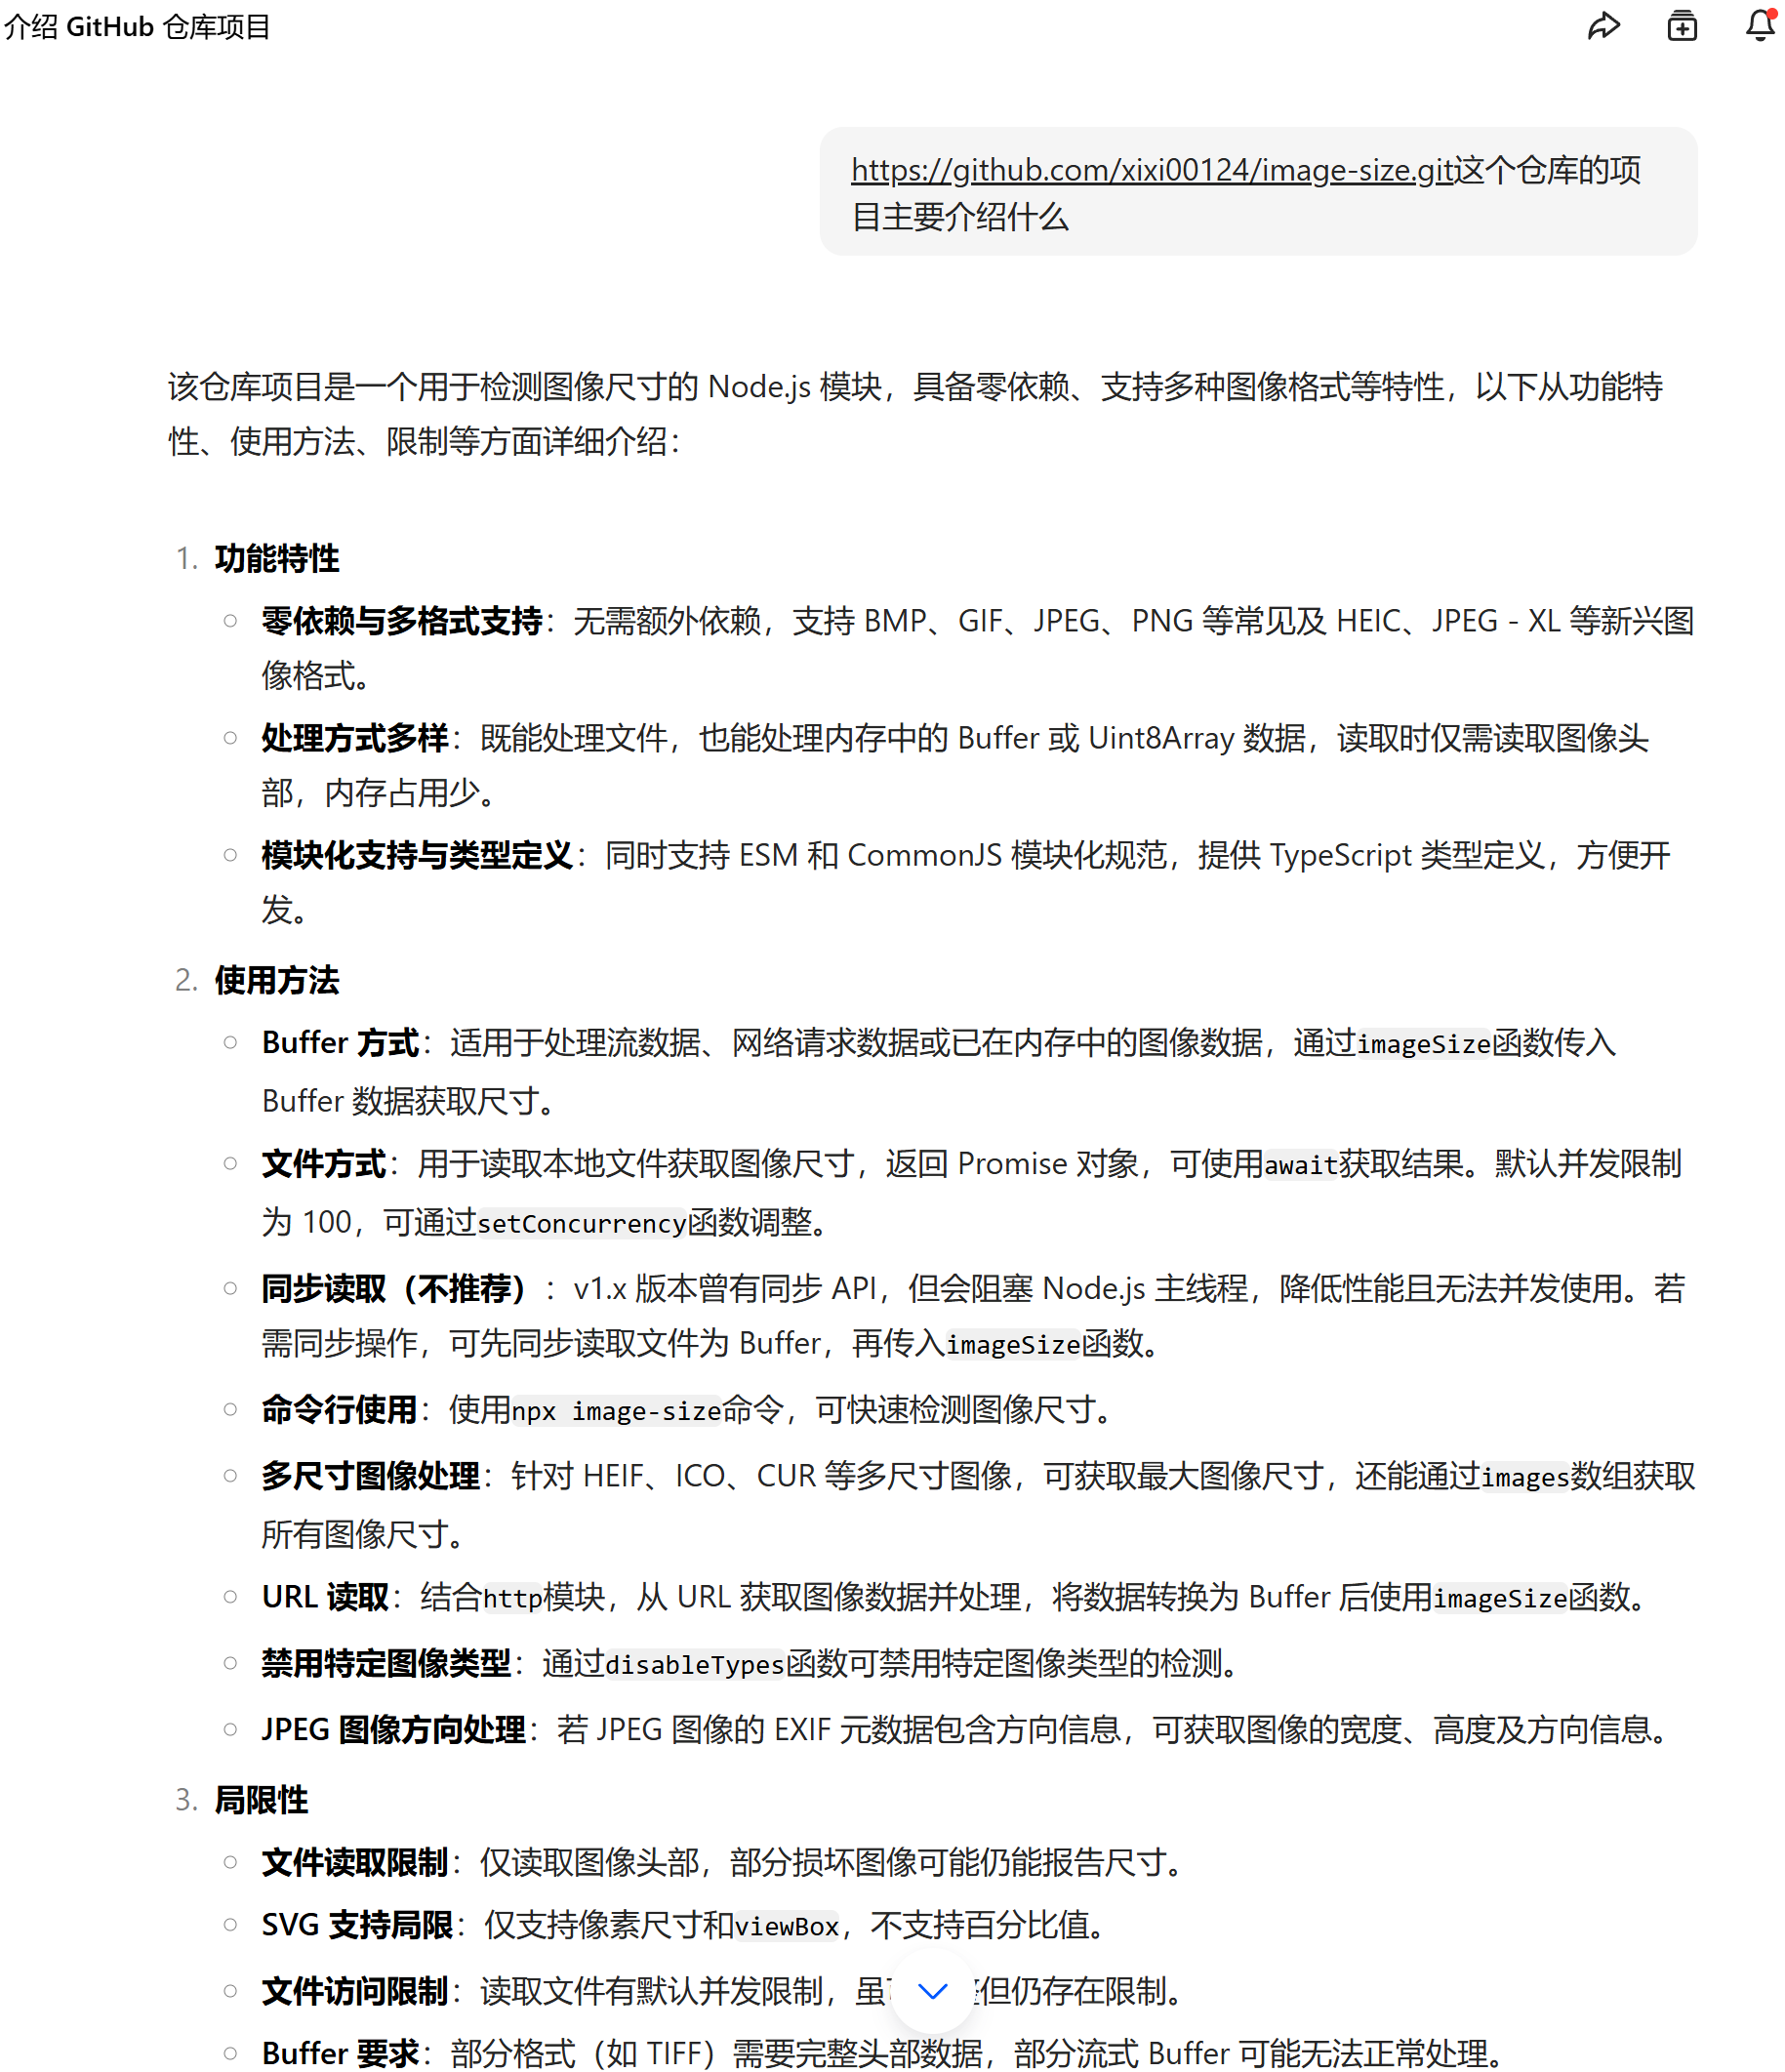 介绍 GitHub 仓库项目
https://github.com/xixi00124/image-size.git这个仓库的项
目主要介绍什么
该仓库项目是一个用于检测图像尺寸的 Node.js 模块，具备零依赖、支持多种图像格式等特性，以下从功能特
性、使用方法、限制等方面详细介绍：
1. 功能特性
零依赖与多格式支持：无需额外依赖，支持 BMP、GIF、JPEG、PNG 等常见及 HEIC、JPEG - XL 等新兴图
像格式。
处理方式多样：既能处理文件，也能处理内存中的 Buffer 或 Uint8Array 数据，读取时仅需读取图像头
部，内存占用少。
模块化支持与类型定义：同时支持 ESM 和 CommonJS 模块化规范，提供 TypeScript 类型定义，方便开
发。
2. 使用方法
Buffer 方式：适用于处理流数据、网络请求数据或已在内存中的图像数据，通过imageSize函数传入
Buffer 数据获取尺寸。
文件方式：用于读取本地文件获取图像尺寸，返回 Promise 对象，可使用await获取结果。默认并发限制
为 100，可通过setConcurrency函数调整。
同步读取（不推荐）：v1.x 版本曾有同步 API，但会阻塞 Node.js 主线程，降低性能且无法并发使用。若
需同步操作，可先同步读取文件为 Buffer，再传入imageSize函数。
命令行使用：使用npx image-size命令，可快速检测图像尺寸。
多尺寸图像处理：针对 HEIF、ICO、CUR 等多尺寸图像，可获取最大图像尺寸，还能通过images数组获取
所有图像尺寸。
URL 读取：结合http模块，从 URL 获取图像数据并处理，将数据转换为 Buffer 后使用imageSize函数。
禁用特定图像类型：通过disableTypes函数可禁用特定图像类型的检测。
JPEG 图像方向处理：若 JPEG 图像的 EXIF 元数据包含方向信息，可获取图像的宽度、高度及方向信息。
3. 局限性
文件读取限制：仅读取图像头部，部分损坏图像可能仍能报告尺寸。
SVG 支持局限：仅支持像素尺寸和viewBox，不支持百分比值。
文件访问限制：读取文件有默认并发限制，虽 但仍存在限制。
Buffer 要求：部分格式（如 TIFF）需要完整头部数据，部分流式 Buffer 可能无法正常处理。